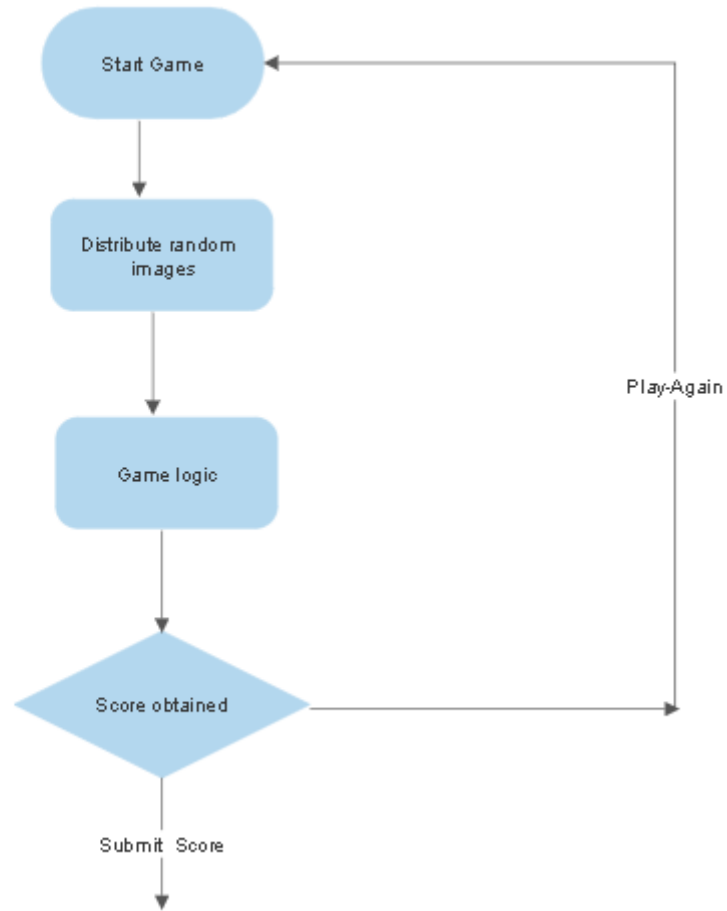 Start Game
Distribute random
images
Play-Again
Game logic
Score obtained
Submit Score